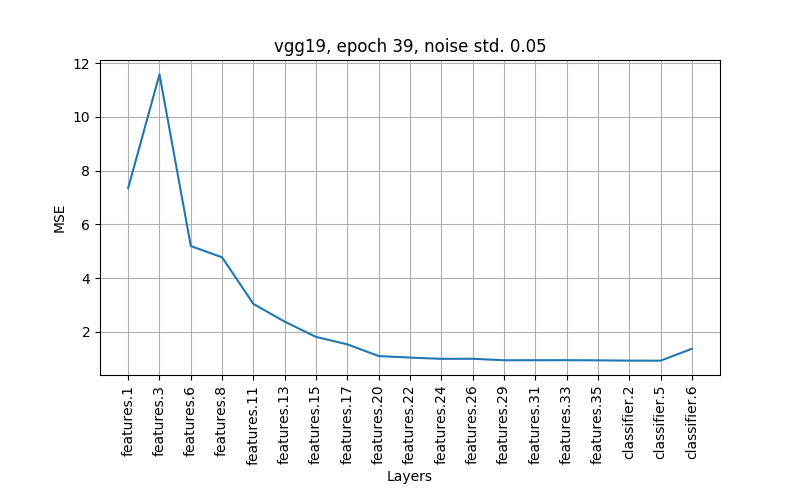 vgg19, epoch 39, noise std. 0.05
12
10
8
6
4
2
MSE
features.1
features.3
features.6
features.8
features.11
features.13
features.15
features.17
features.20
features.22
features.24
features.26
features.29
features.31
features.33
features.35
classifier.2
classifier.5
classifier.6
Layers